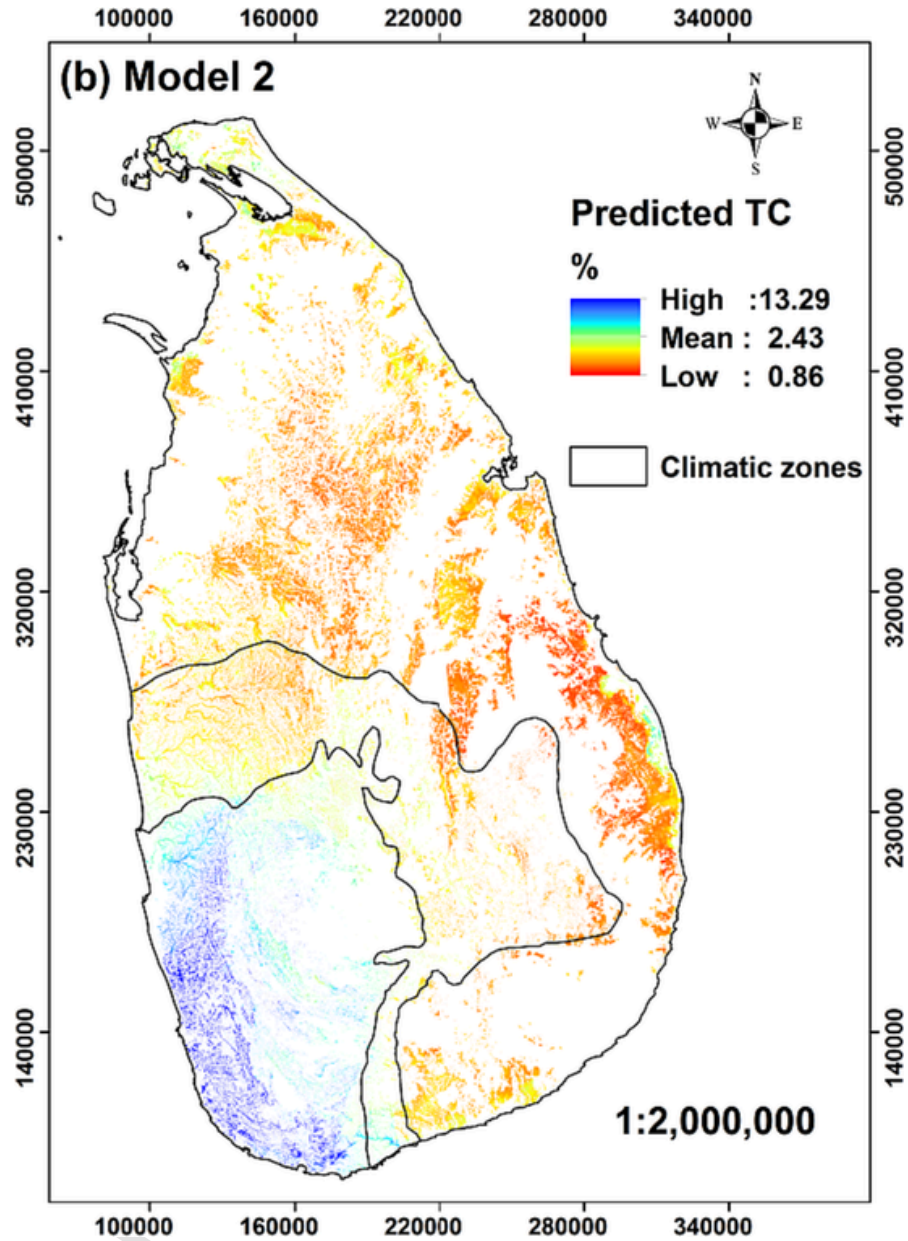 100000 160000 220000 280000 340000
(b) Model 2
N
W E
S
500000 500000
Predicted TC
%
High :13.29
Mean : 2.43
Low : 0.86
410000 410000
Climatic zones
320000 320000
230000 230000
140000 140000
1:2,000,000
100000 160000 220000 280000 340000